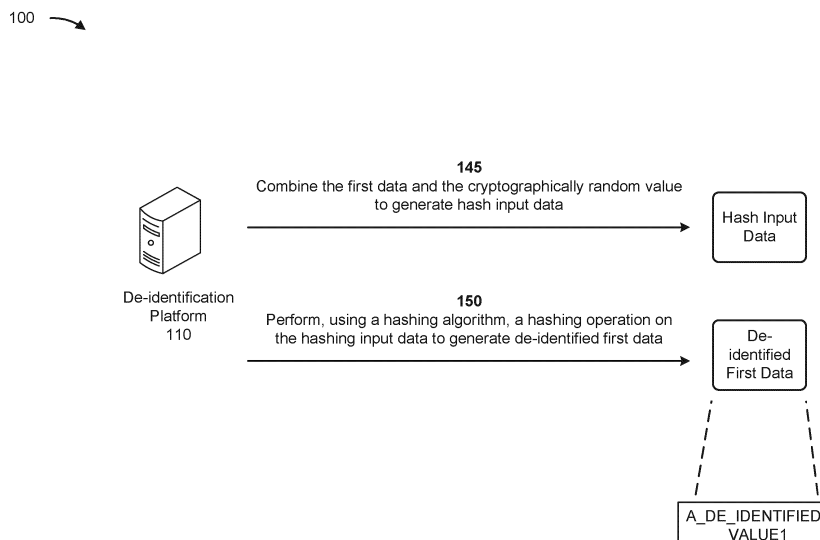 100
145
Combine the first data and the cryptographically random value
to generate hash input data
Hash Input
Data
De-identification
Platform
110
150
Perform, using a hashing algorithm, a hashing operation on
the hashing input data to generate de-identified first data
De-
identified
First Data
A_DE_IDENTIFIED
VALUE1